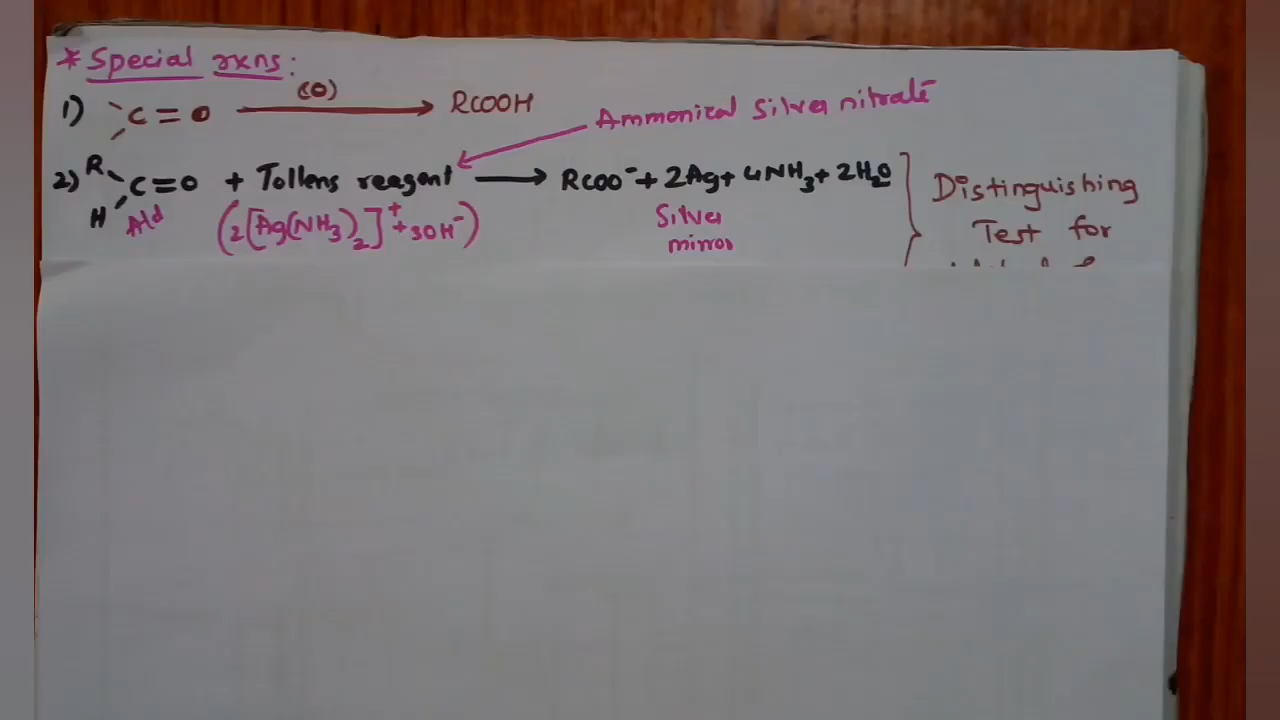 * Special rxns:
1) C=O (O) → RCOOH
Ammonical Silver nitrate
2) R H C=O + Tollens reagent → RCOO⁻ + 2Ag + 4NH₃ + 2H₂O
Ald (2[Ag(NH₃)₂]⁺ + 3OH⁻)
Silver
mirror
Distinguishing
Test for